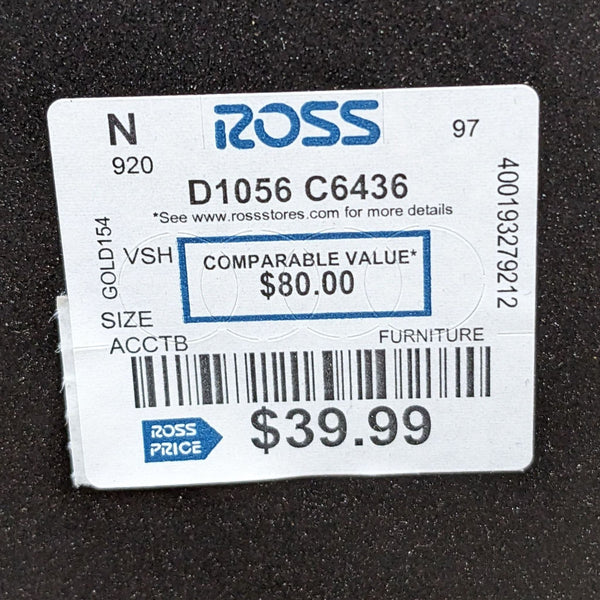 N ROSS 97
920
D1056 C6436
*See www.rossstores.com for more details
400193279212
GOLD154
VSH
COMPARABLE VALUE*
$80.00
SIZE
ACCTB FURNITURE
ROSS
PRICE
$39.99